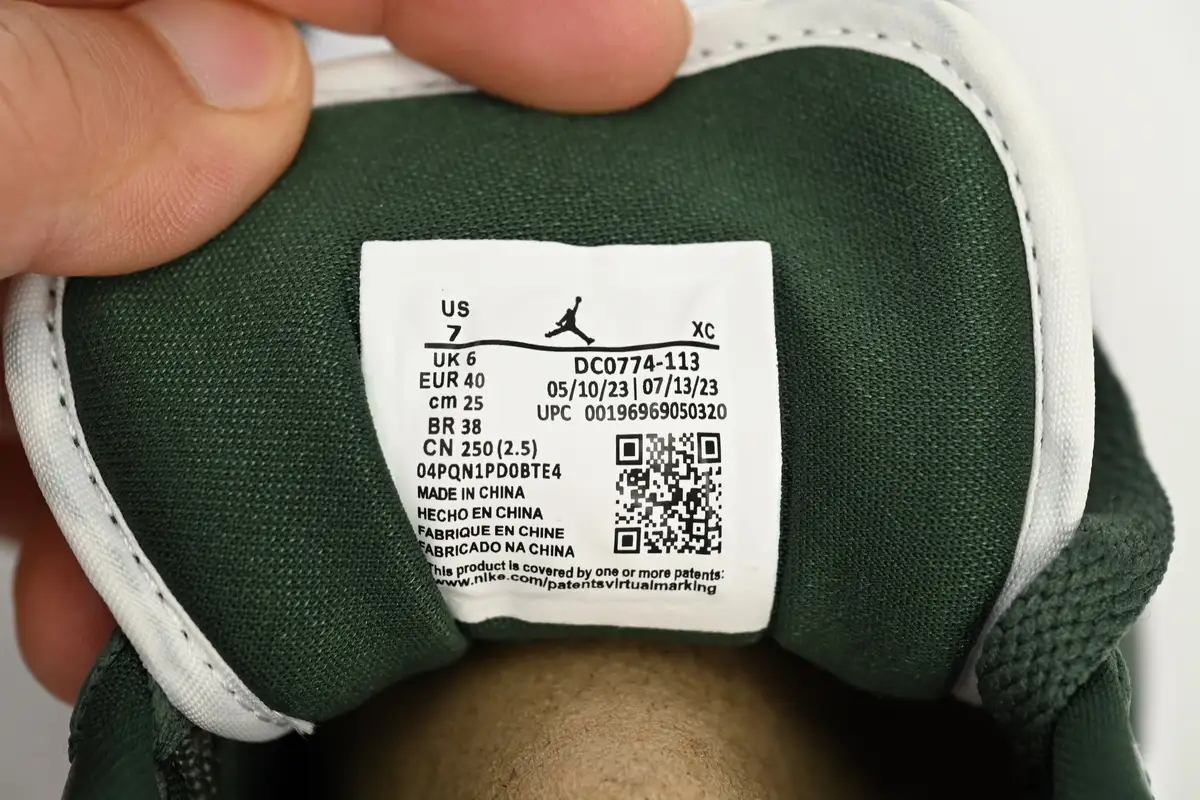 US
7
XC
UK 6
EUR 40
cm 25
BR 38
CN 250 (2.5)
DC0774-113
05/10/23 | 07/13/23
UPC 00196969050320
04PQN1PD0BTE4
MADE IN CHINA
HECHO EN CHINA
FABRIQUE EN CHINE
FABRICADO NA CHINA
This product is covered by one or more patents:
www.nike.com/patentsvirtualmarking